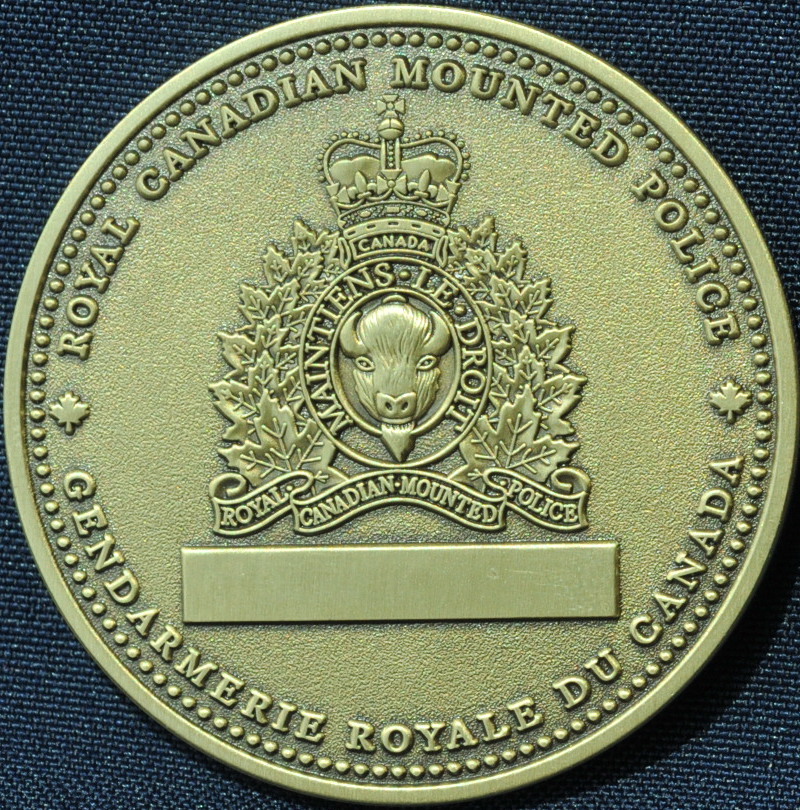 ROYAL CANADIAN MOUNTED POLICE
CANADA
MAINTIENS·LE·DROIT
ROYAL CANADIAN·MOUNTED POLICE
GENDARMERIE ROYALE DU CANADA